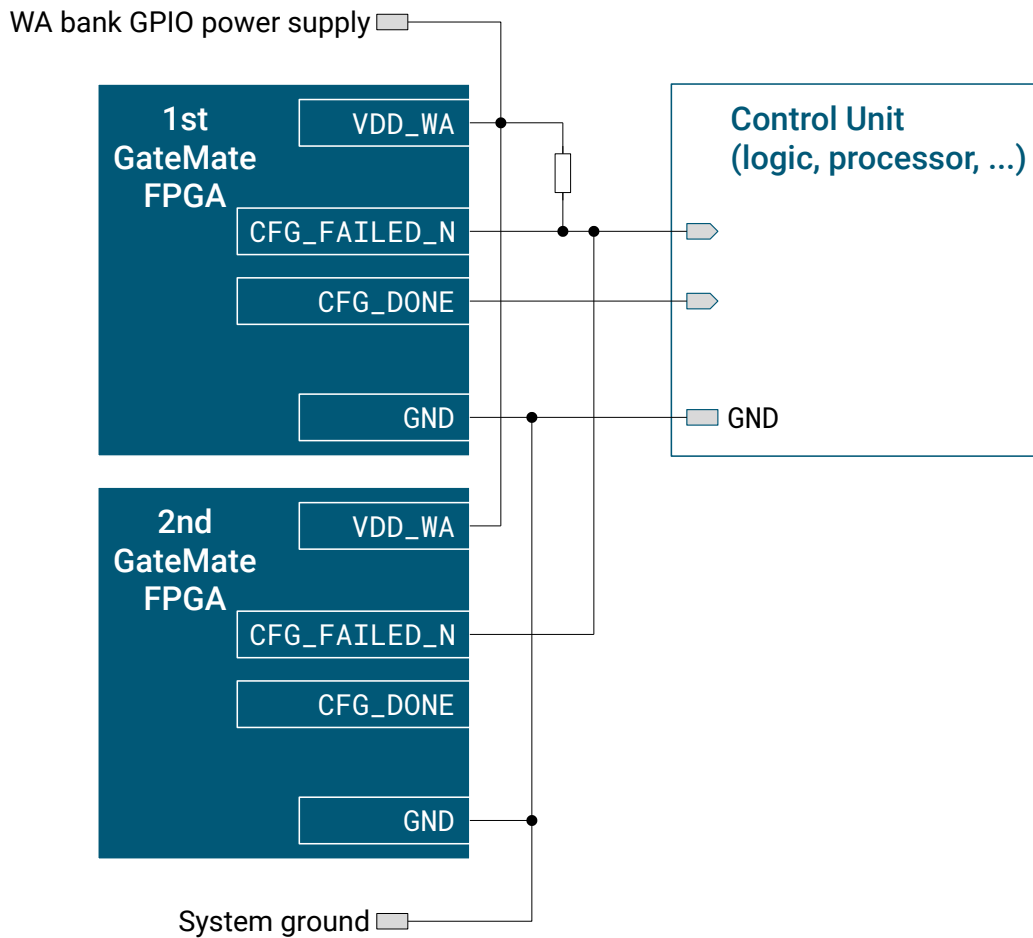 WA bank GPIO power supply
1st
GateMate
FPGA
VDD_WA
CFG_FAILED_N
CFG_DONE
GND
Control Unit
(logic, processor, ...)
GND
2nd
GateMate
FPGA
VDD_WA
CFG_FAILED_N
CFG_DONE
GND
System ground